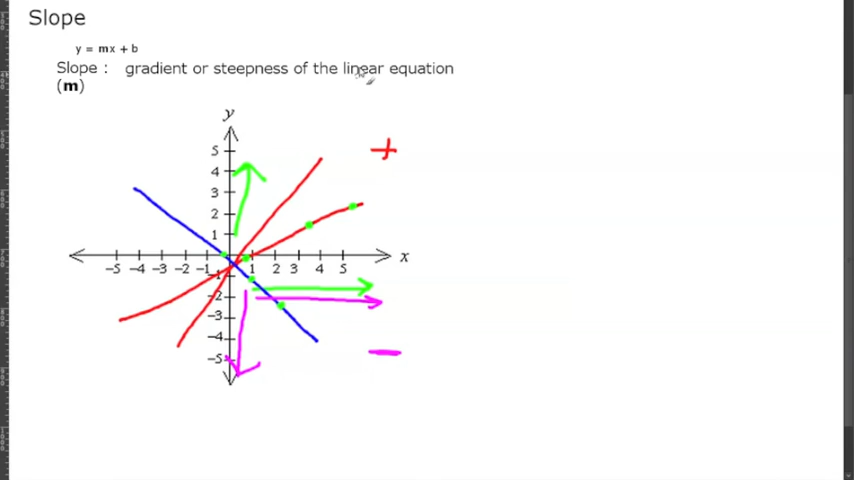 Slope
y = mx + b
Slope : gradient or steepness of the linear equation
(m)
y
5
4
3
2
1
-5 -4 -3 -2 -1 1 2 3 4 5 x
-1
-2
-3
-4
-5
+
−